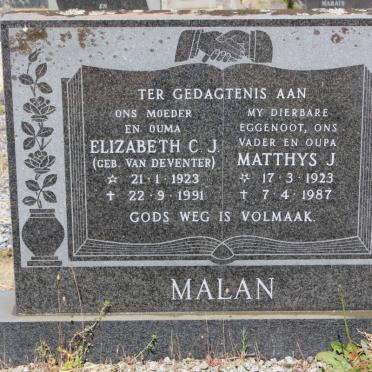 MARAIS
TER GEDAGTENIS AAN
ONS MOEDER
EN OUMA
ELIZABETH C. J.
(GEB. VAN DEVENTER)
☆ 21·1·1923
✝ 22·9·1991
MY DIERBARE
EGGENOOT, ONS
VADER EN OUPA
MATTHYS J.
☆ 17·3·1923
✝ 7·4·1987
GODS WEG IS VOLMAAK.
MALAN